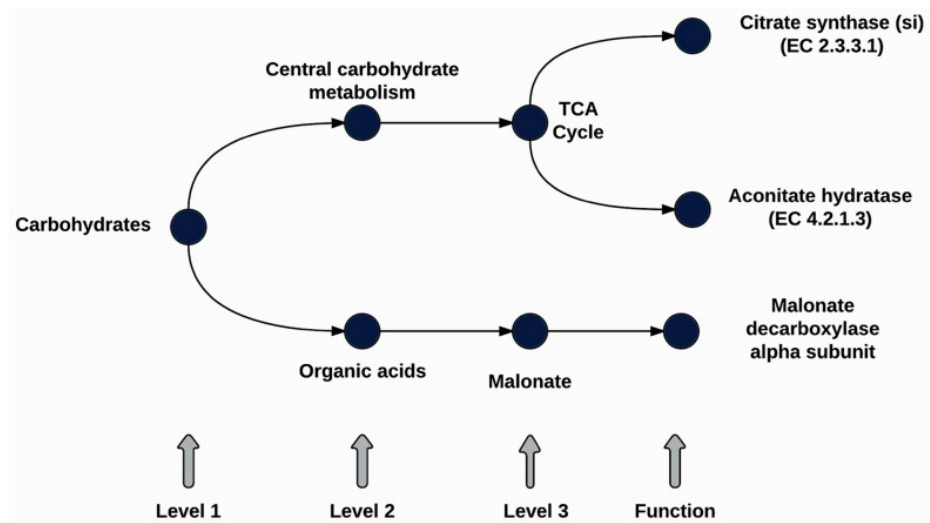 Citrate synthase (si)
(EC 2.3.3.1)
Central carbohydrate
metabolism
TCA
Cycle
Aconitate hydratase
(EC 4.2.1.3)
Carbohydrates
Malonate
decarboxylase
alpha subunit
Organic acids
Malonate
Level 1
Level 2
Level 3
Function